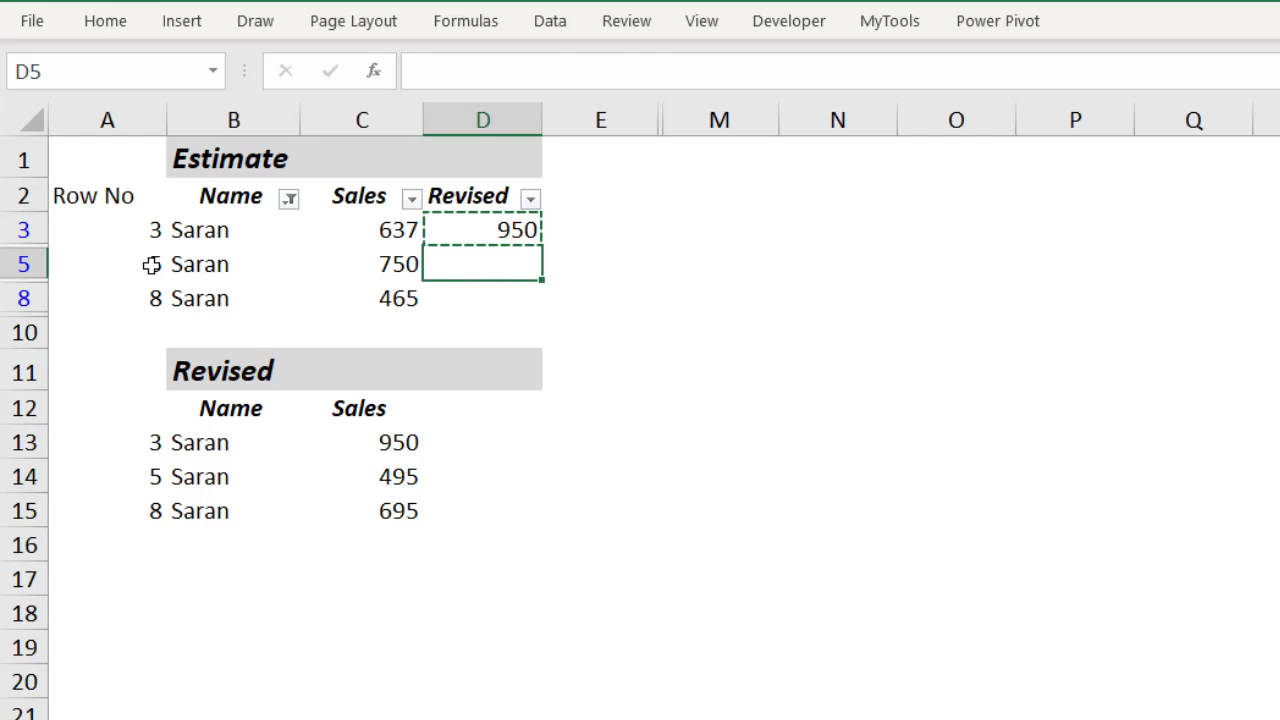 File Home Insert Draw Page Layout Formulas Data Review View Developer MyTools Power Pivot
D5 fx
A B C D E M N O P Q
1 Estimate
2 Row No Name Sales Revised
3 3 Saran 637 950
5 Saran 750
8 8 Saran 465
10
11 Revised
12 Name Sales
13 3 Saran 950
14 5 Saran 495
15 8 Saran 695
16
17
18
19
20
21